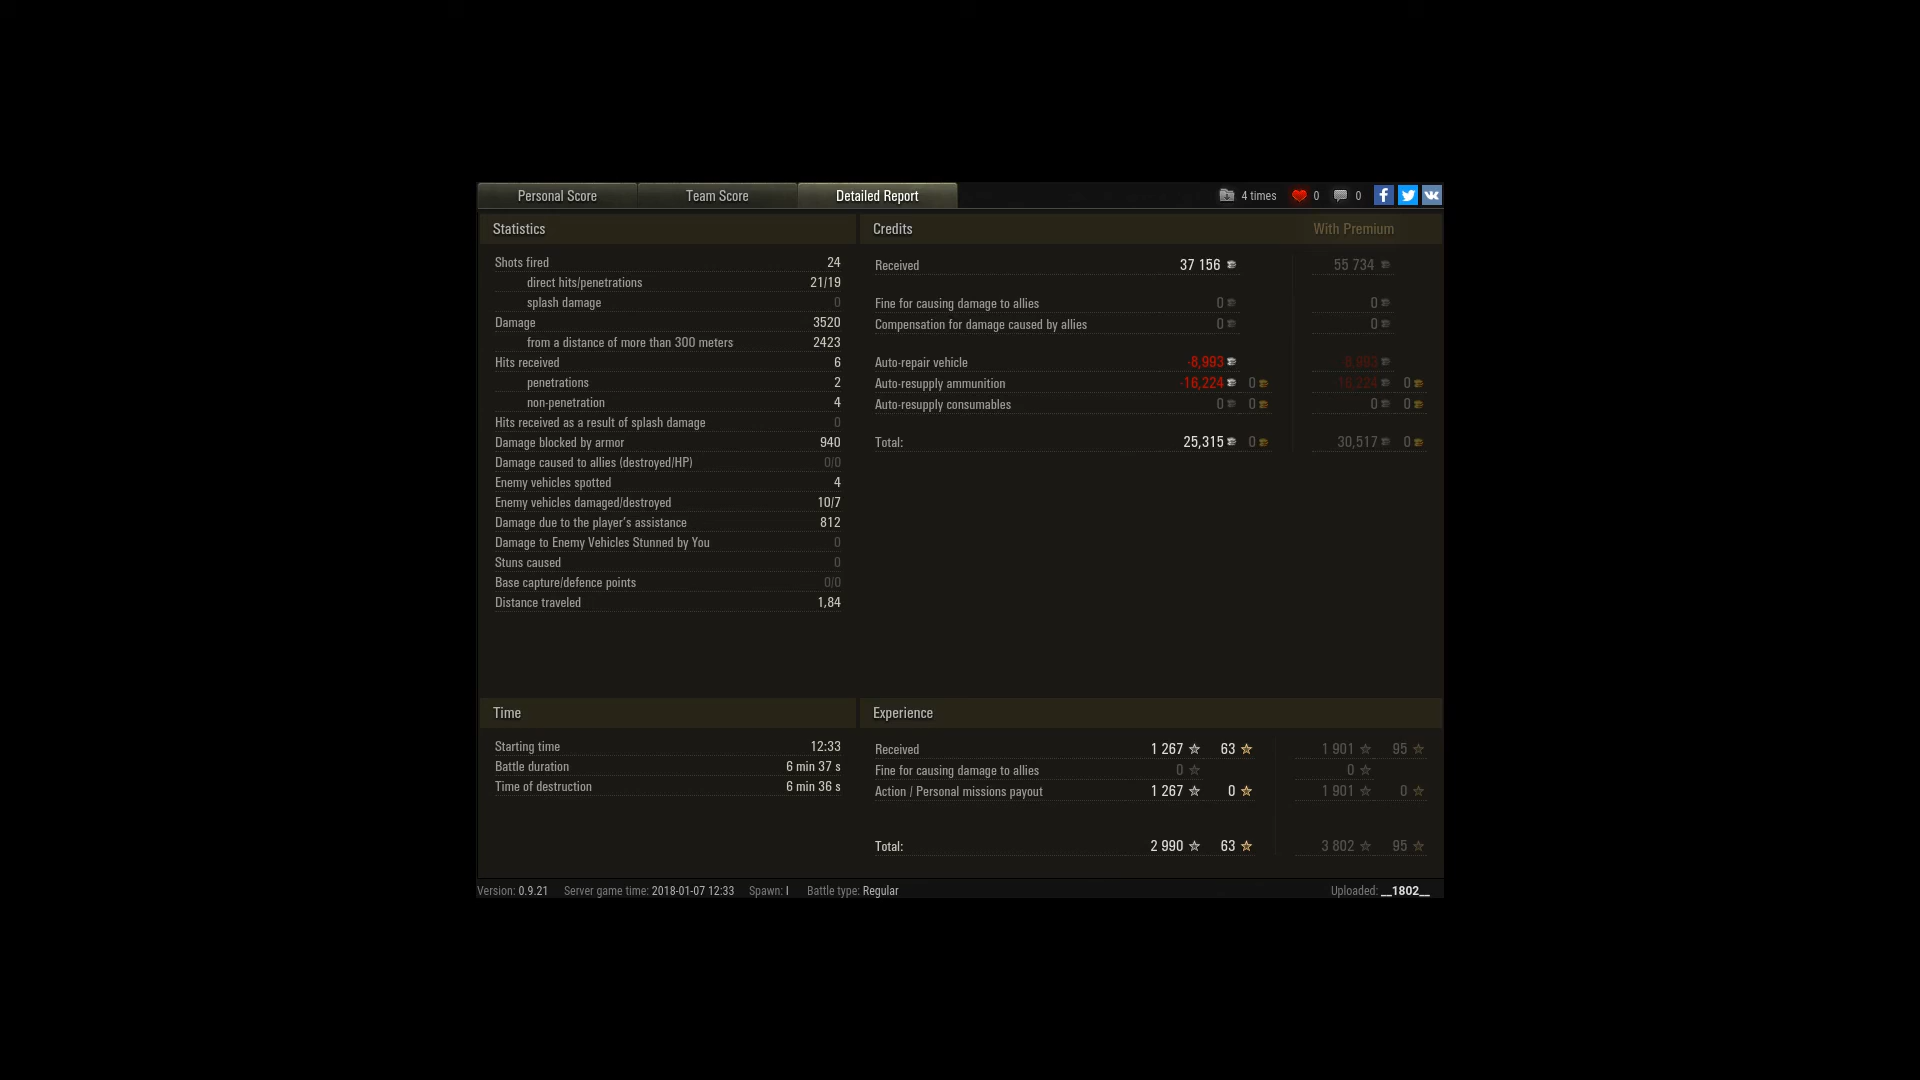 Personal Score Team Score Detailed Report 4 times 0 0
Statistics
Shots fired 24
direct hits/penetrations 21/19
splash damage 0
Damage 3520
from a distance of more than 300 meters 2423
Hits received 6
penetrations 2
non-penetration 4
Hits received as a result of splash damage 0
Damage blocked by armor 940
Damage caused to allies (destroyed/HP) 0/0
Enemy vehicles spotted 4
Enemy vehicles damaged/destroyed 10/7
Damage due to the player's assistance 812
Damage to Enemy Vehicles Stunned by You 0
Stuns caused 0
Base capture/defence points 0/0
Distance traveled 1,84
Credits With Premium
Received 37 156 55 734
Fine for causing damage to allies 0 0
Compensation for damage caused by allies 0 0
Auto-repair vehicle -8,993 -8,993
Auto-resupply ammunition -16,224 0 -16,224 0
Auto-resupply consumables 0 0 0 0
Total: 25,315 0 30,517 0
Time
Starting time 12:33
Battle duration 6 min 37 s
Time of destruction 6 min 36 s
Experience
Received 1 267 63 1 901 95
Fine for causing damage to allies 0 0
Action / Personal missions payout 1 267 0 1 901 0
Total: 2 990 63 3 802 95
Version: 0.9.21 Server game time: 2018-01-07 12:33 Spawn: I Battle type: Regular Uploaded: __1802__